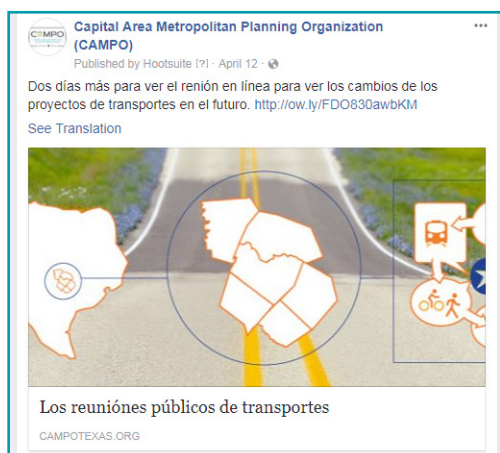 Capital Area Metropolitan Planning Organization
(CAMPO)
Published by Hootsuite [?] · April 12 ·
Dos días más para ver el renión en línea para ver los cambios de los
proyectos de transportes en el futuro. http://ow.ly/FDO830awbKM
See Translation
Los reuniónes públicos de transportes
CAMPOTEXAS.ORG